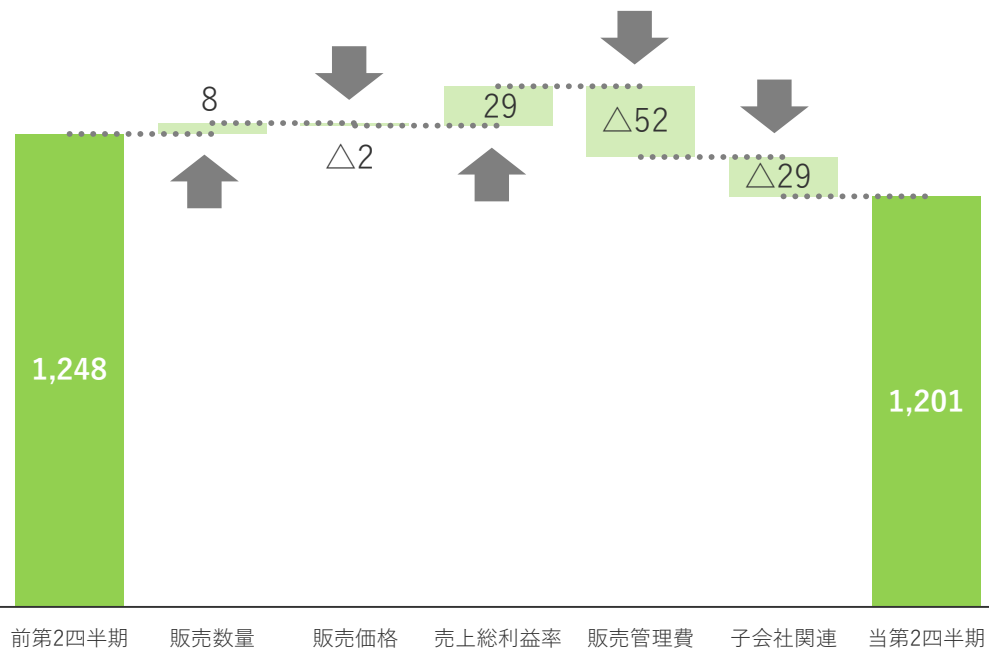 8
29
△52
△2
△29
1,248
1,201
前第2四半期
販売数量
販売価格
売上総利益率
販売管理費
子会社関連
当第2四半期